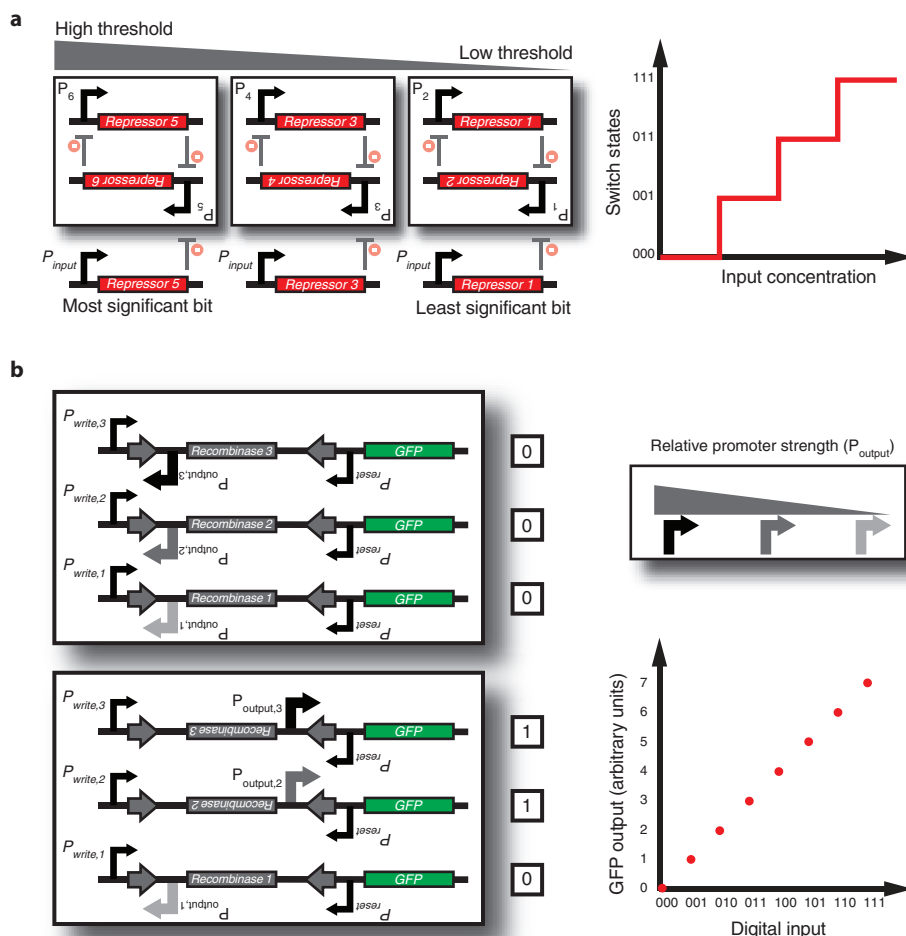 a
High threshold
Low threshold
P6
Repressor 5
Repressor 6
P5
P4
Repressor 3
Repressor 4
P3
P2
Repressor 1
Repressor 2
P1
Pinput
Repressor 5
Pinput
Repressor 3
Pinput
Repressor 1
Most significant bit
Least significant bit
Switch states
111
011
001
000
Input concentration
b
Pwrite,3
Recombinase 3
GFP
Poutput,3
Preset
0
Pwrite,2
Recombinase 2
GFP
Poutput,2
Preset
0
Pwrite,1
Recombinase 1
GFP
Poutput,1
Preset
0
Pwrite,3
Poutput,3
Recombinase 3
GFP
Preset
1
Pwrite,2
Poutput,2
Recombinase 2
GFP
Preset
1
Pwrite,1
Recombinase 1
GFP
Poutput,1
Preset
0
Relative promoter strength (Poutput)
GFP output (arbitrary units)
7
6
5
4
3
2
1
0
000 001 010 011 100 101 110 111
Digital input